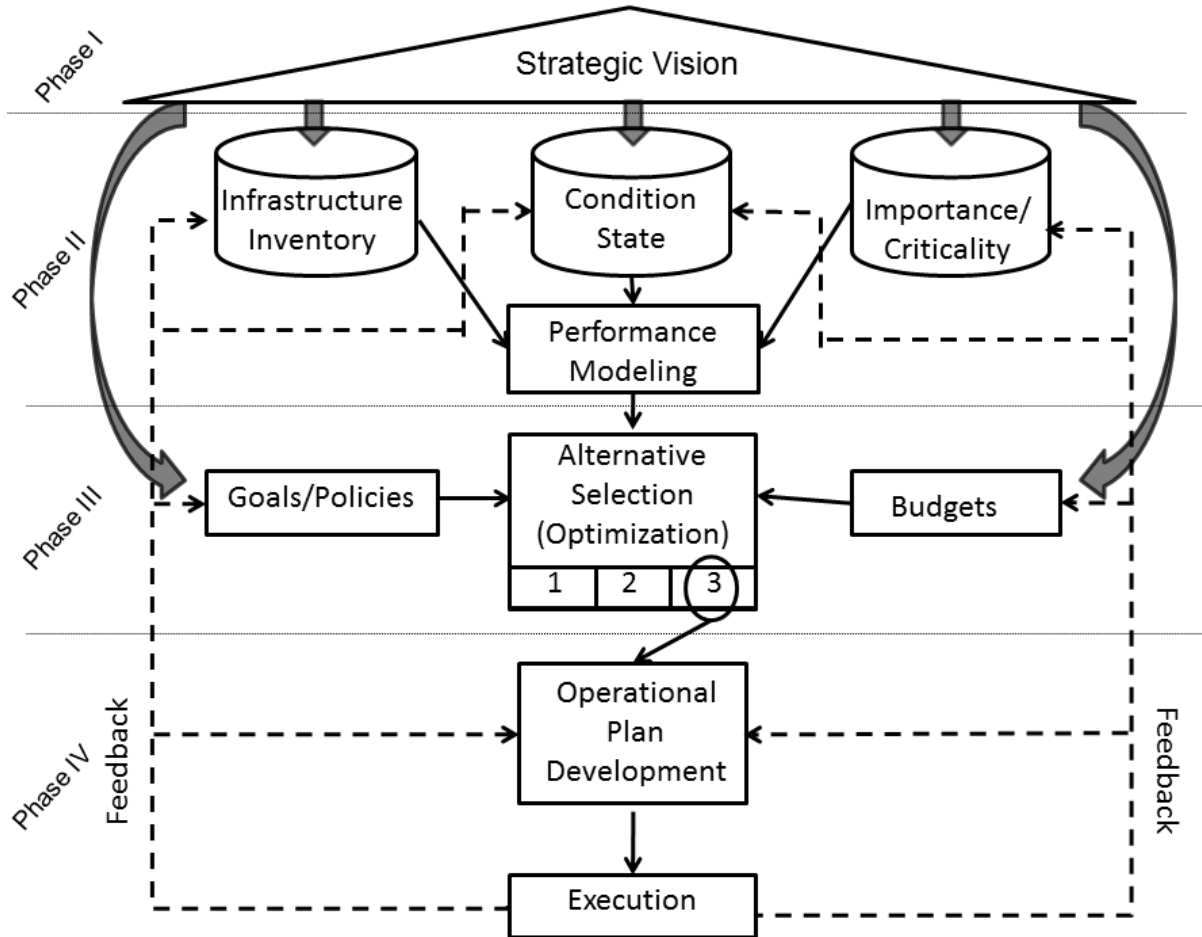 Phase I
Strategic Vision
Phase II
Infrastructure
Inventory
Condition
State
Importance/
Criticality
Performance
Modeling
Phase III
Goals/Policies
Alternative
Selection
(Optimization)
1 2 3
Budgets
Phase IV
Feedback
Operational
Plan
Development
Feedback
Execution